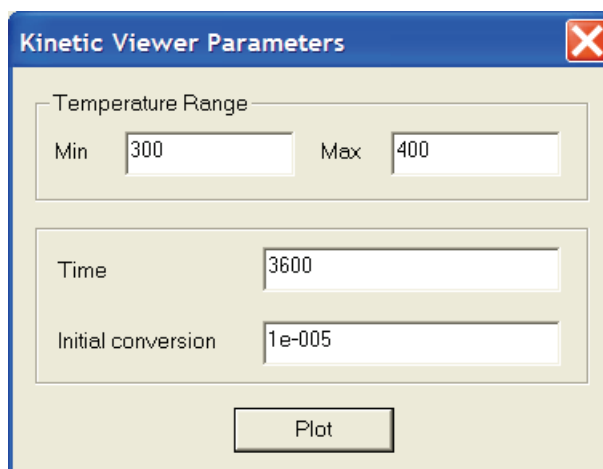 Kinetic Viewer Parameters
Temperature Range
Min 300 Max 400
Time 3600
Initial conversion 1e-005
Plot